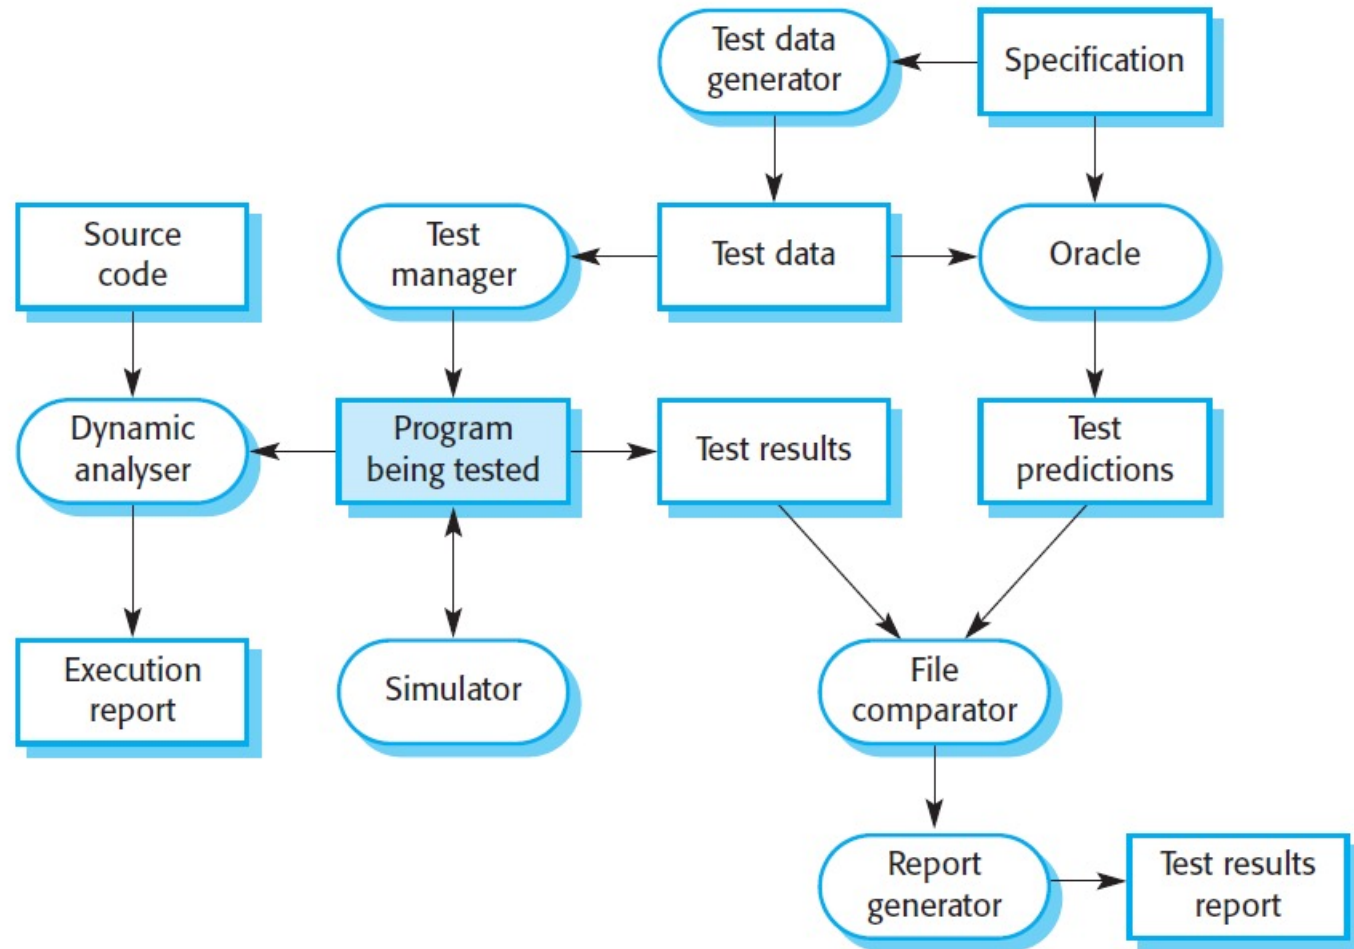 Test data
generator
Specification
Source
code
Test
manager
Test data
Oracle
Dynamic
analyser
Program
being tested
Test results
Test
predictions
Execution
report
Simulator
File
comparator
Report
generator
Test results
report